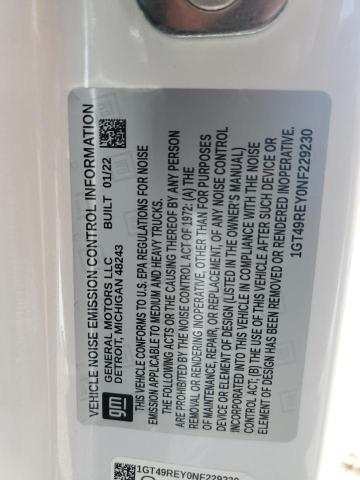 VEHICLE NOISE EMISSION CONTROL INFORMATION
gm
GENERAL MOTORS LLC BUILT 01/22
DETROIT, MICHIGAN 48243
THIS VEHICLE CONFORMS TO U.S. EPA REGULATIONS FOR NOISE
EMISSION APPLICABLE TO MEDIUM AND HEAVY TRUCKS.
THE FOLLOWING ACTS OR THE CAUSING THEREOF BY ANY PERSON
ARE PROHIBITED BY THE NOISE CONTROL ACT OF 1972: (A) THE
REMOVAL OR RENDERING INOPERATIVE, OTHER THAN FOR PURPOSES
OF MAINTENANCE, REPAIR, OR REPLACEMENT, OF ANY NOISE CONTROL
DEVICE OR ELEMENT OF DESIGN (LISTED IN THE OWNER'S MANUAL)
INCORPORATED INTO THIS VEHICLE IN COMPLIANCE WITH THE NOISE
CONTROL ACT; (B) THE USE OF THIS VEHICLE AFTER SUCH DEVICE OR
ELEMENT OF DESIGN HAS BEEN REMOVED OR RENDERED INOPERATIVE.
1GT49REY0NF229230
1GT49REY0NF229230